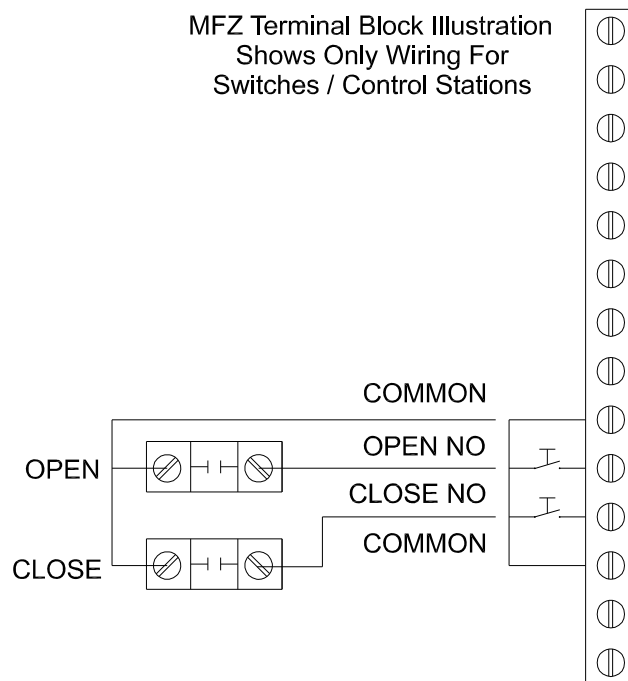 MFZ Terminal Block Illustration
Shows Only Wiring For
Switches / Control Stations
COMMON
OPEN
OPEN NO
CLOSE NO
COMMON
CLOSE